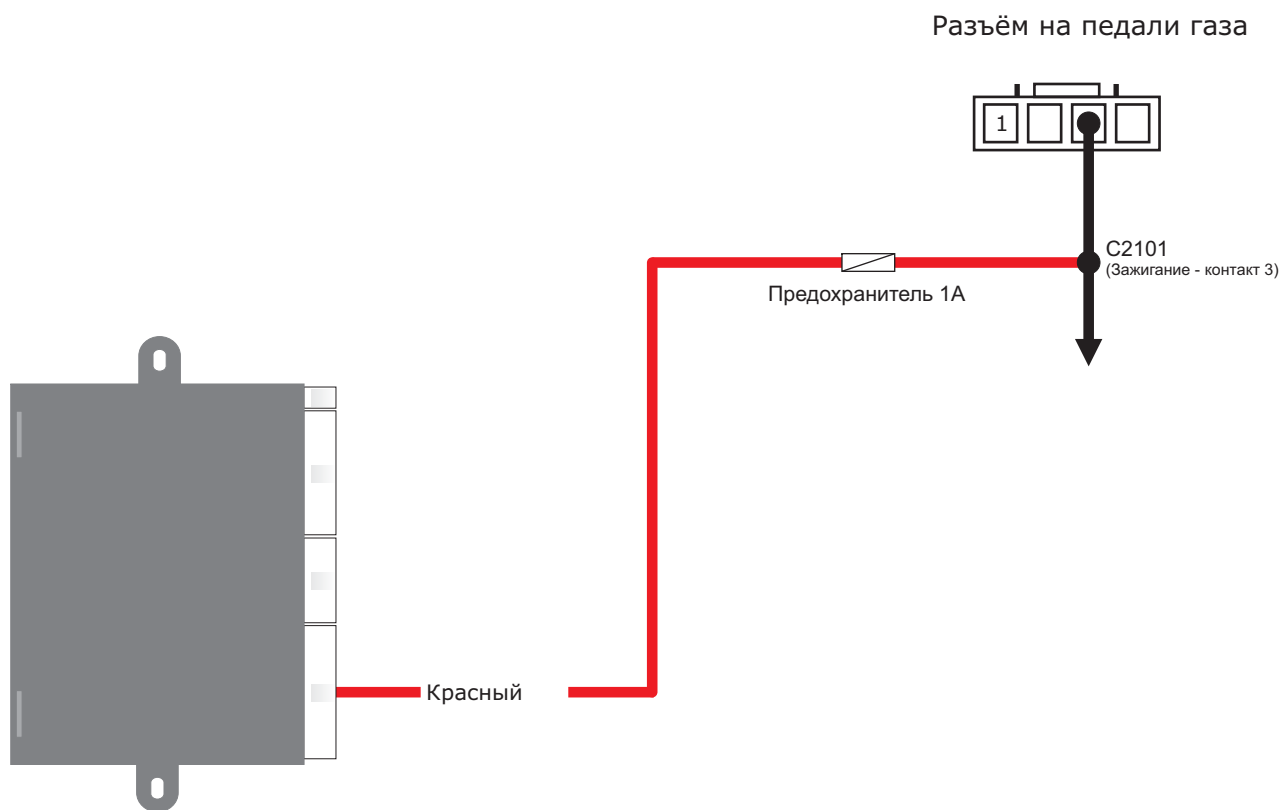 Разъём на педали газа
1
C2101
(Зажигание - контакт 3)
Предохранитель 1А
Красный